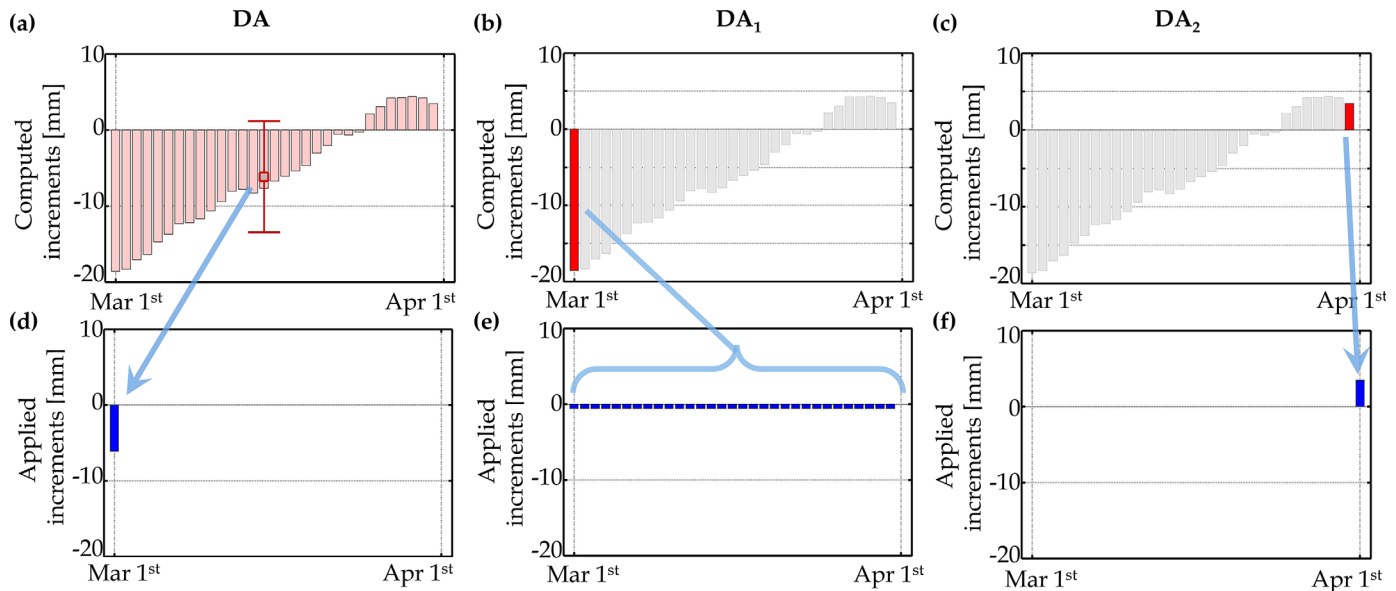 (a) DA
Computed
increments [mm]
10
0
-10
-20
Mar 1st Apr 1st
(b) DA1
Computed
increments [mm]
10
0
-10
-20
Mar 1st Apr 1st
(c) DA2
Computed
increments [mm]
10
0
-10
-20
Mar 1st Apr 1st
(d)
Applied
increments [mm]
10
0
-10
-20
Mar 1st Apr 1st
(e)
Applied
increments [mm]
10
0
-10
-20
Mar 1st Apr 1st
(f)
Applied
increments [mm]
10
0
-10
-20
Mar 1st Apr 1st